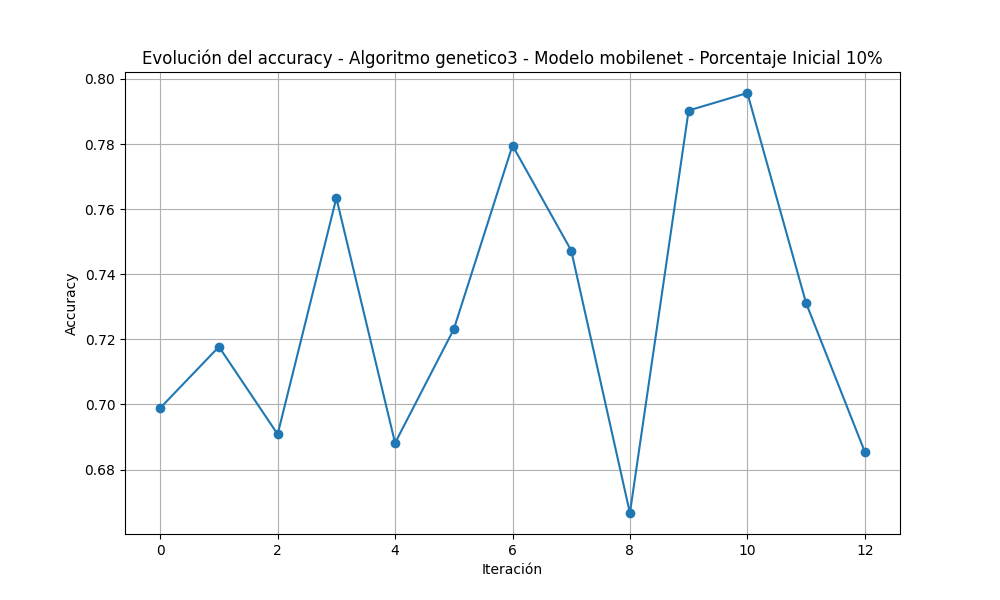 Evolución del accuracy - Algoritmo genetico3 - Modelo mobilenet - Porcentaje Inicial 10%
0.80
0.78
0.76
0.74
0.72
0.70
0.68
Accuracy
0 2 4 6 8 10 12
Iteración